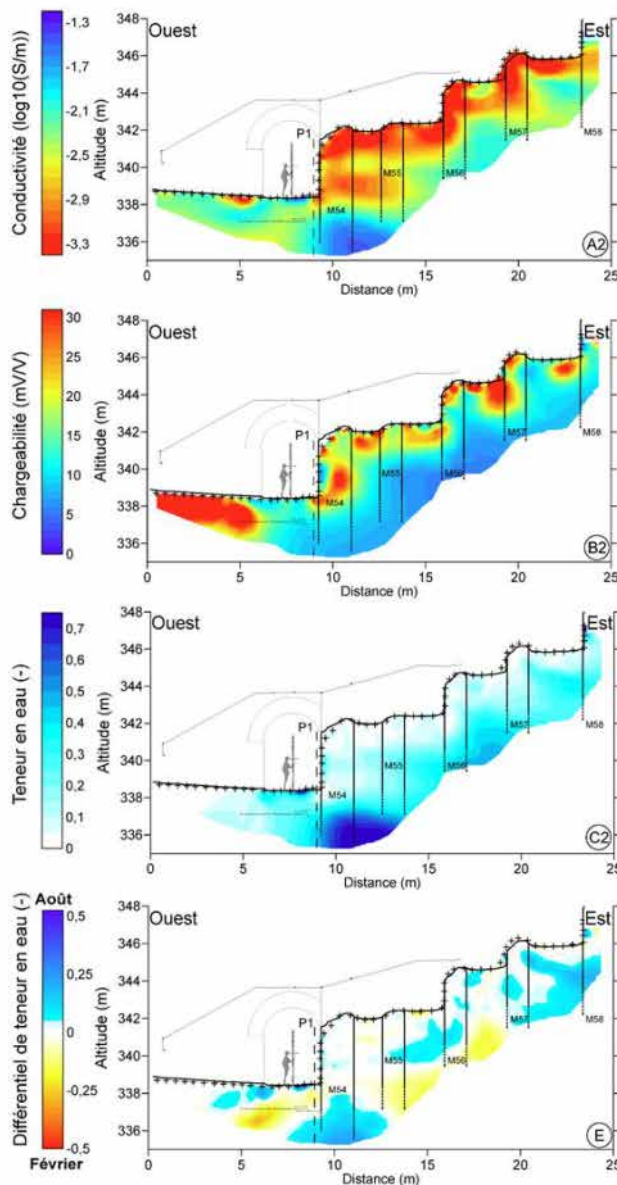 Conductivité (log10(S/m)
-1.3
-1.7
-2.1
-2.5
-2.9
-3.3
Altitude (m)
348
346
344
342
340
338
336
Ouest
Est
P1
M54
M55
M56
M57
M58
A2
0 5 10 15 20 25
Distance (m)
Chargeabilité (mV/V)
30
25
20
15
10
5
0
Altitude (m)
348
346
344
342
340
338
336
Ouest
Est
P1
M54
M55
M56
M57
M58
B2
0 5 10 15 20 25
Distance (m)
Teneur en eau (-)
0,7
0,6
0,5
0,4
0,3
0,2
0,1
0
Altitude (m)
348
346
344
342
340
338
336
Ouest
Est
P1
M54
M55
M56
M57
M58
C2
0 5 10 15 20 25
Distance (m)
Différentiel de teneur en eau (-)
Août
0,5
0,25
0
-0.25
-0.5
Février
Altitude (m)
348
346
344
342
340
338
336
Ouest
Est
P1
M54
M55
M56
M57
M58
E
0 5 10 15 20 25
Distance (m)